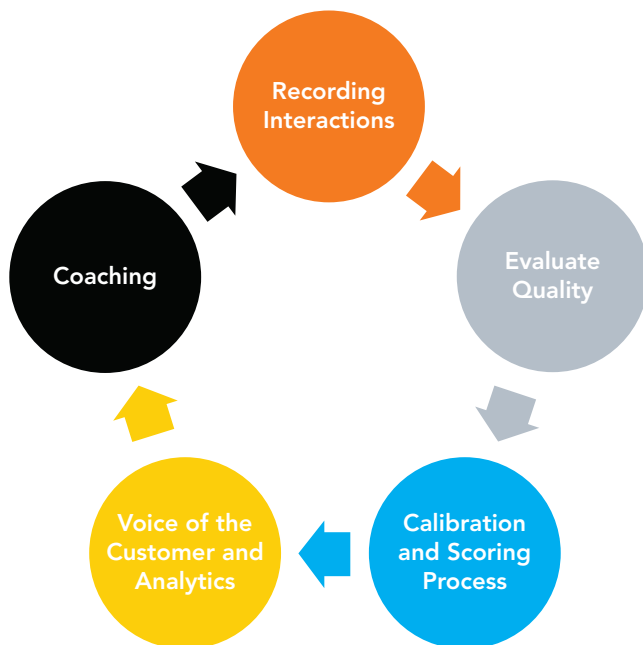 Recording
Interactions
Evaluate
Quality
Calibration
and Scoring
Process
Voice of the
Customer and
Analytics
Coaching